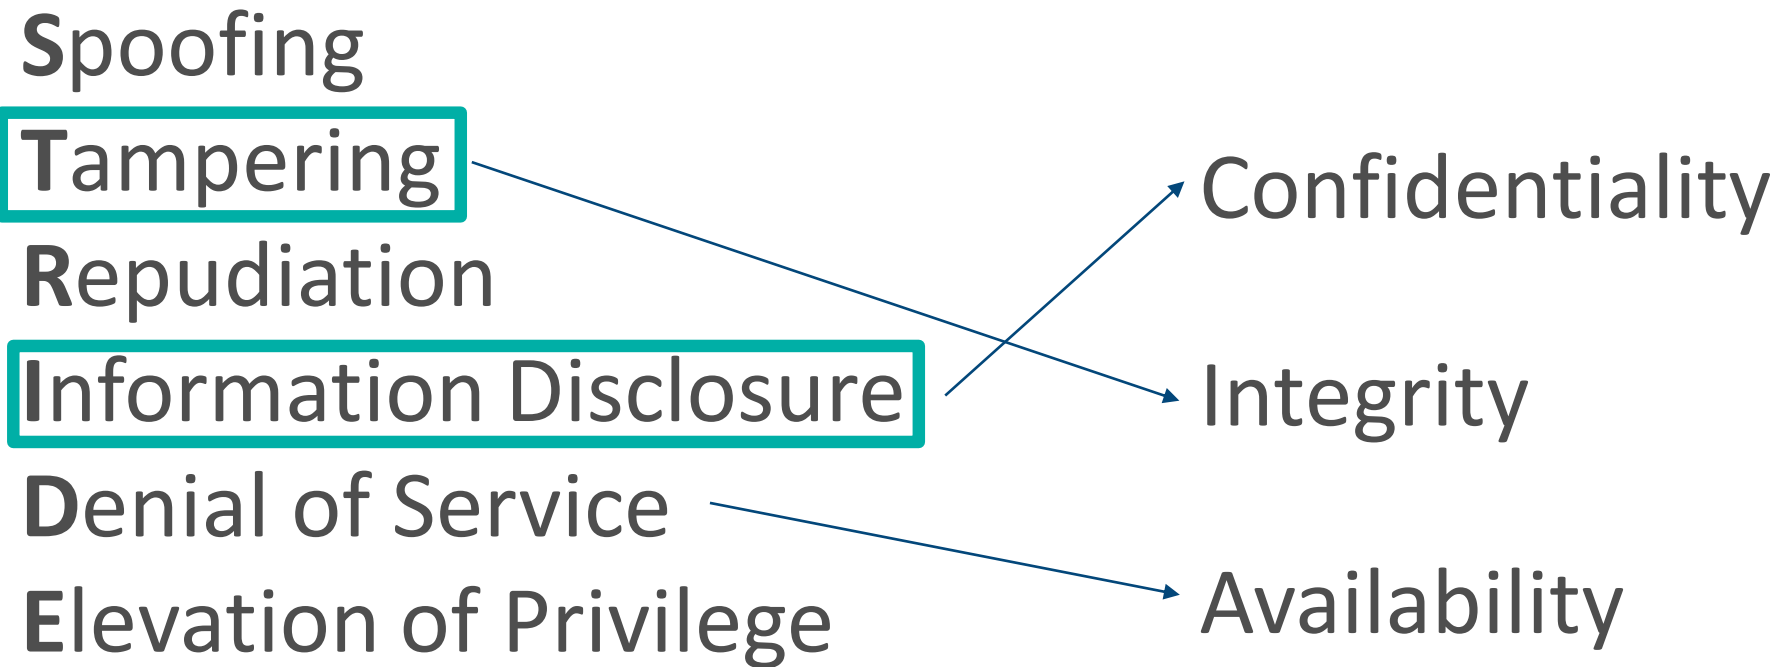 Spoofing
Tampering
Repudiation
Information Disclosure
Denial of Service
Elevation of Privilege
Confidentiality
Integrity
Availability